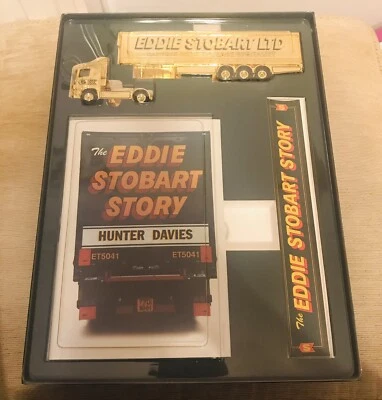 EDDIE STOBART LTD
The
EDDIE
STOBART
STORY
HUNTER DAVIES
ET5041 ET5041
The EDDIE STOBART STORY